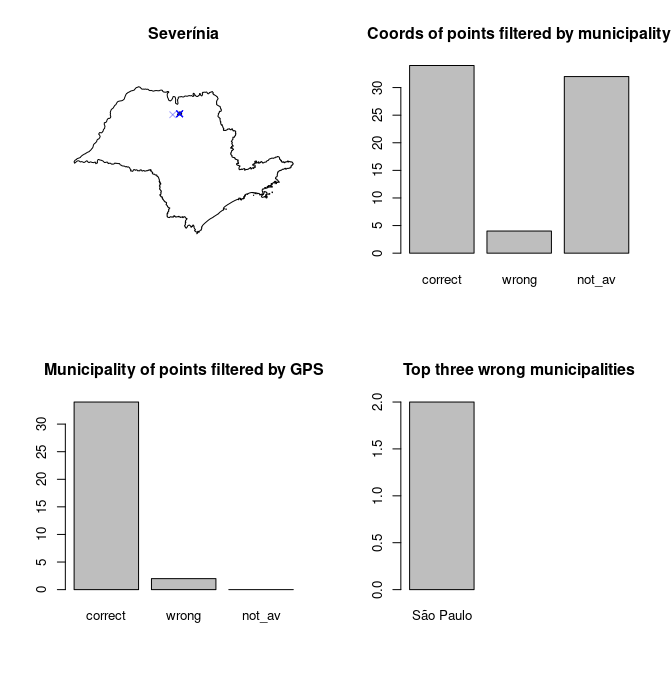 Severínia
Coords of points filtered by municipality
0 5 10 15 20 25 30
correct wrong not_av
Municipality of points filtered by GPS
0 5 10 15 20 25 30
correct wrong not_av
Top three wrong municipalities
0.0 0.5 1.0 1.5 2.0
São Paulo